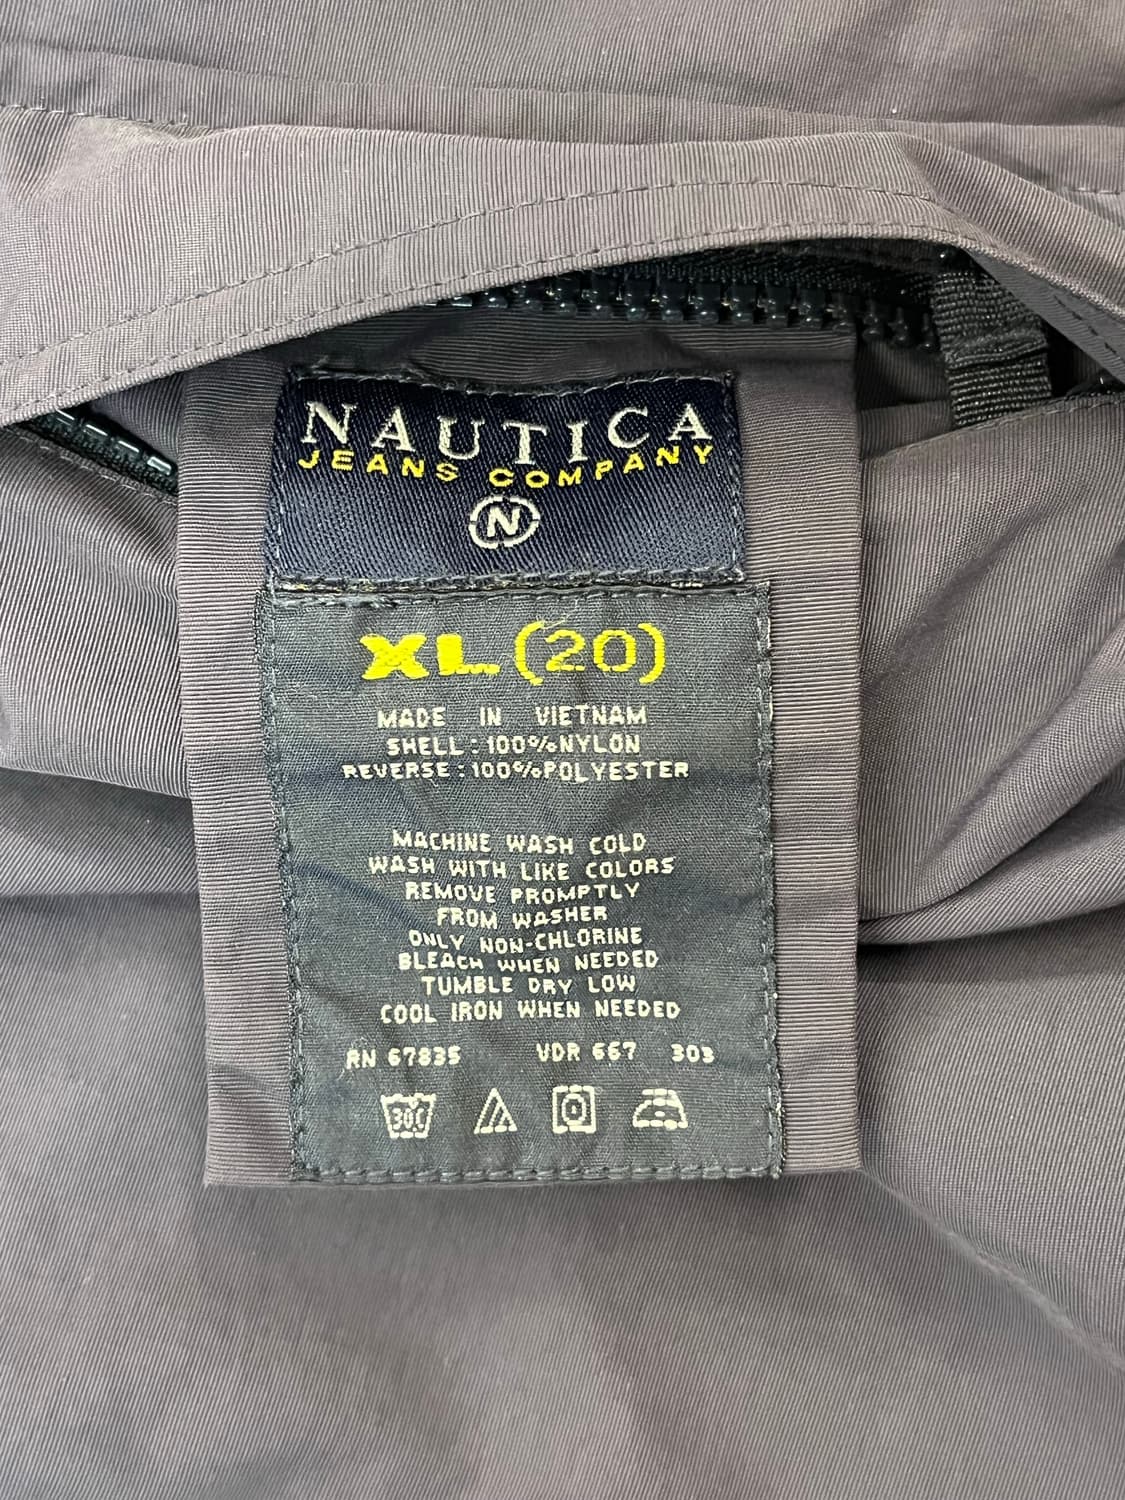 NAUTICA
JEANS COMPANY
N
XL (20)
MADE IN VIETNAM
SHELL : 100% NYLON
REVERSE : 100% POLYESTER
MACHINE WASH COLD
WASH WITH LIKE COLORS
REMOVE PROMPTLY
FROM WASHER
ONLY NON-CHLORINE
BLEACH WHEN NEEDED
TUMBLE DRY LOW
COOL IRON WHEN NEEDED
RN 67835 VDR 667 303
30C